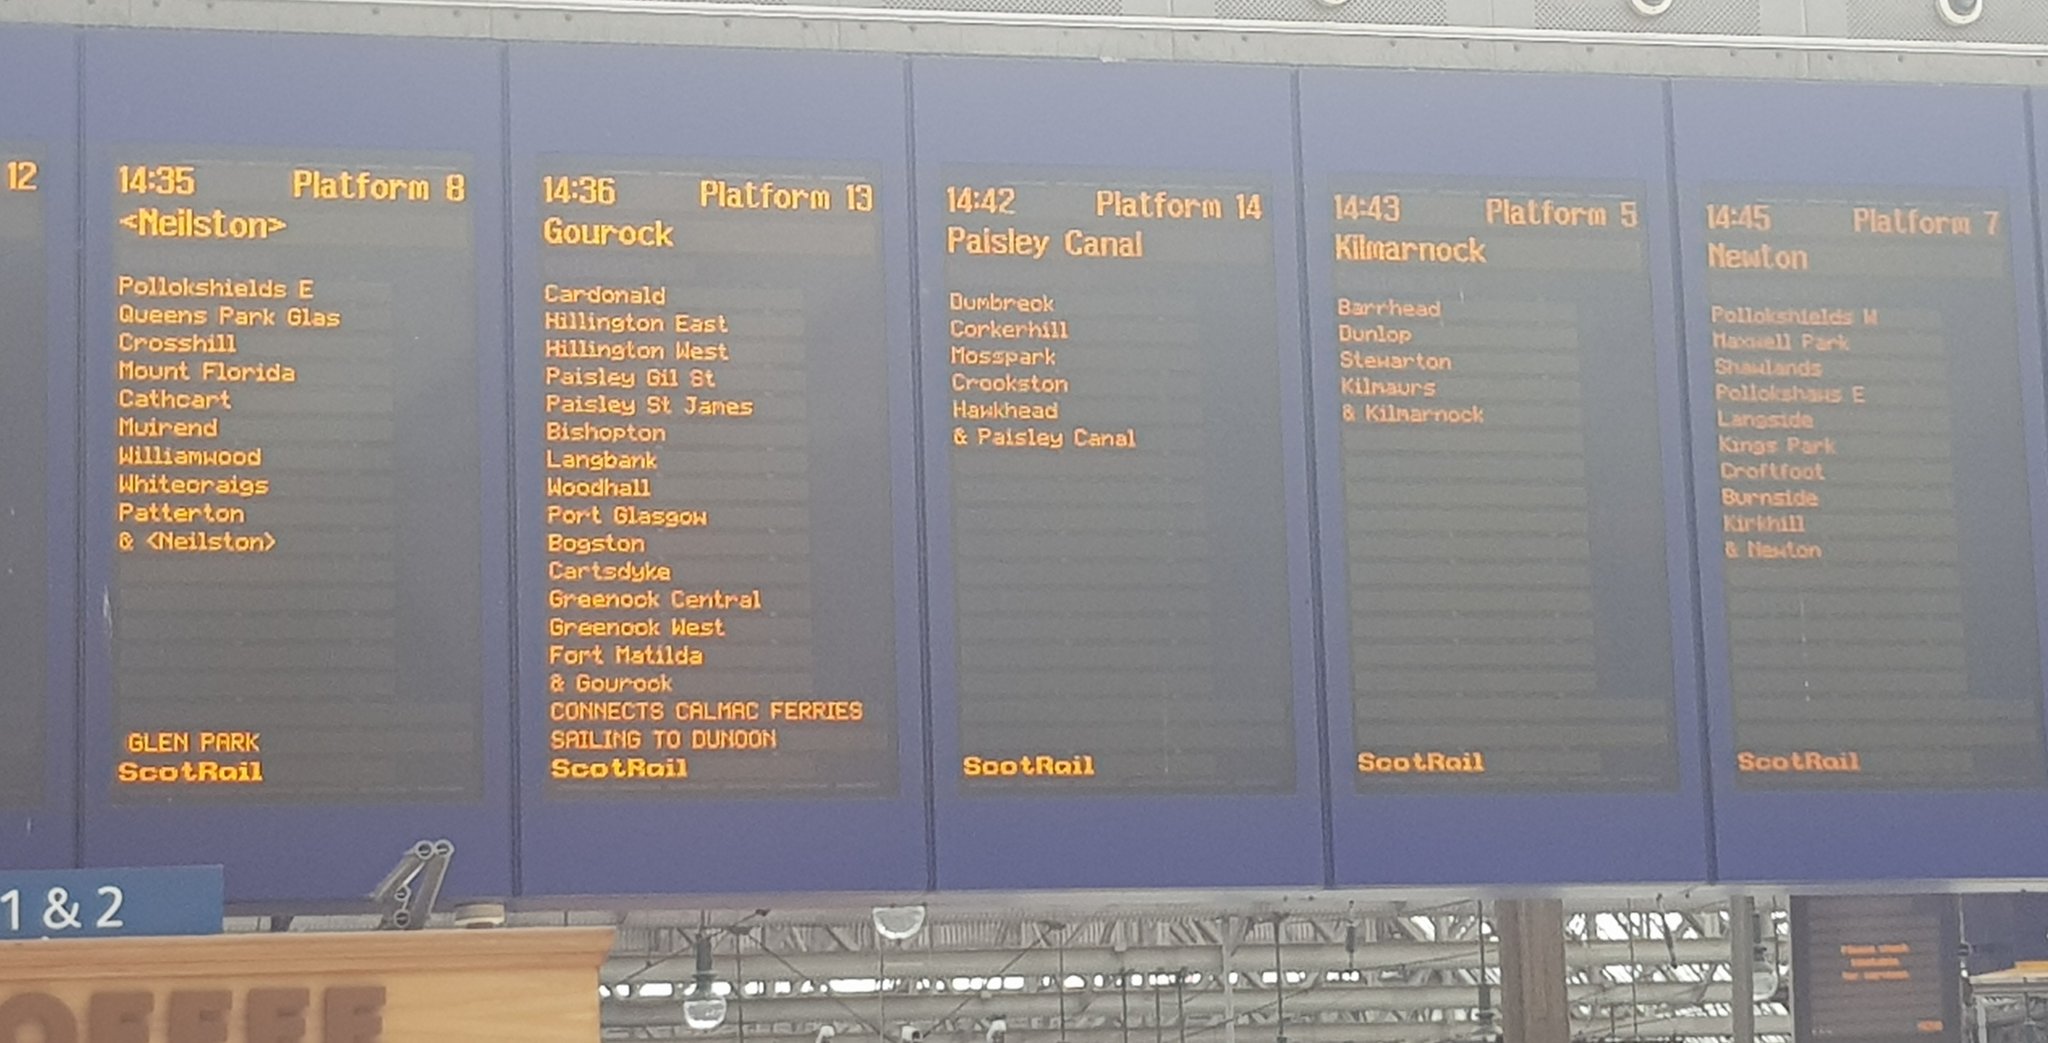 12
14:35 Platform 8
<Neilston>
Pollokshields E
Queens Park Glas
Crosshill
Mount Florida
Cathcart
Muirend
Williamwood
Whitecraigs
Patterton
& <Neilston>
GLEN PARK
ScotRail
14:36 Platform 13
Gourock
Cardonald
Hillington East
Hillington West
Paisley Gil St
Paisley St James
Bishopton
Langbank
Woodhall
Port Glasgow
Bogston
Cartsdyke
Greenock Central
Greenock West
Fort Matilda
& Gourock
CONNECTS CALMAC FERRIES
SAILING TO DUNOON
ScotRail
14:42 Platform 14
Paisley Canal
Dumbreck
Corkerhill
Mosspark
Crookston
Hawkhead
& Paisley Canal
ScotRail
14:43 Platform 5
Kilmarnock
Barrhead
Dunlop
Stewarton
Kilmaurs
& Kilmarnock
ScotRail
14:45 Platform 7
Newton
Pollokshields W
Maxwell Park
Shawlands
Pollokshaws E
Langside
Kings Park
Croftfoot
Burnside
Kirkhill
& Newton
ScotRail
1 & 2
OFFEE